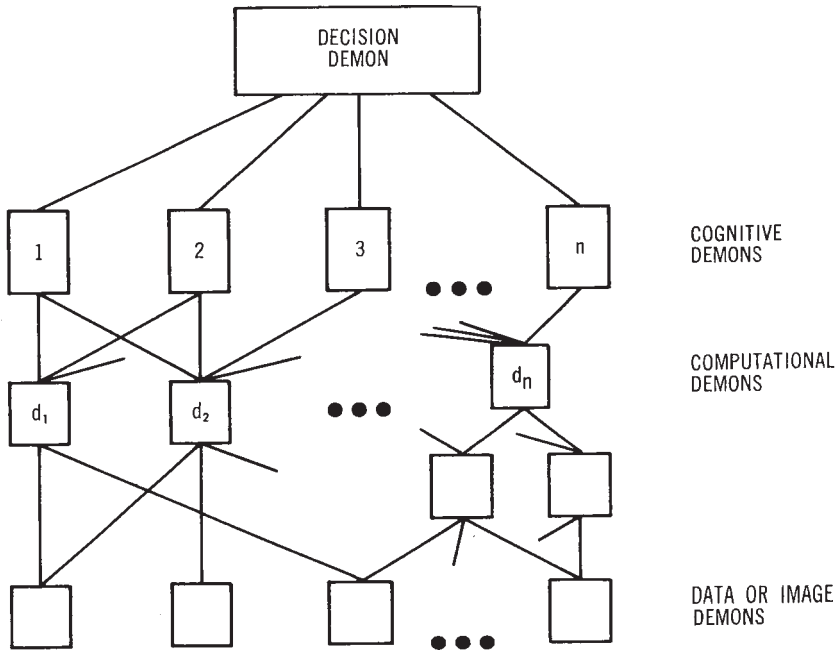 DECISION
DEMON
1
2
3
n
COGNITIVE
DEMONS
d₁
d₂
dₙ
COMPUTATIONAL
DEMONS
DATA OR IMAGE
DEMONS